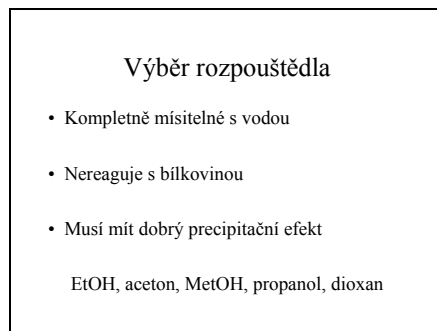 Výběr rozpouštědla
• Kompletně mísitelné s vodou
• Nereaguje s bílkovinou
• Musí mít dobrý precipitační efekt
EtOH, aceton, MetOH, propanol, dioxan